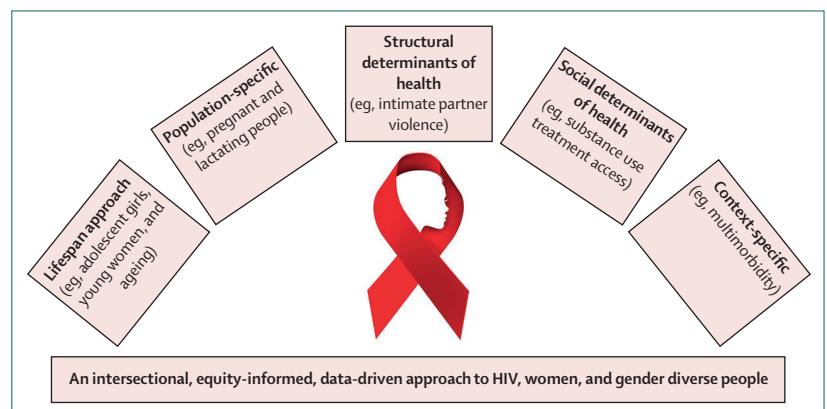 Lifespan approach
(eg, adolescent girls,
young women, and
ageing)
Population-specific
(eg, pregnant and
lactating people)
Structural
determinants of
health
(eg, intimate partner
violence)
Social determinants
of health
(eg, substance use
treatment access)
Context-specific
(eg, multimorbidity)
An intersectional, equity-informed, data-driven approach to HIV, women, and gender diverse people